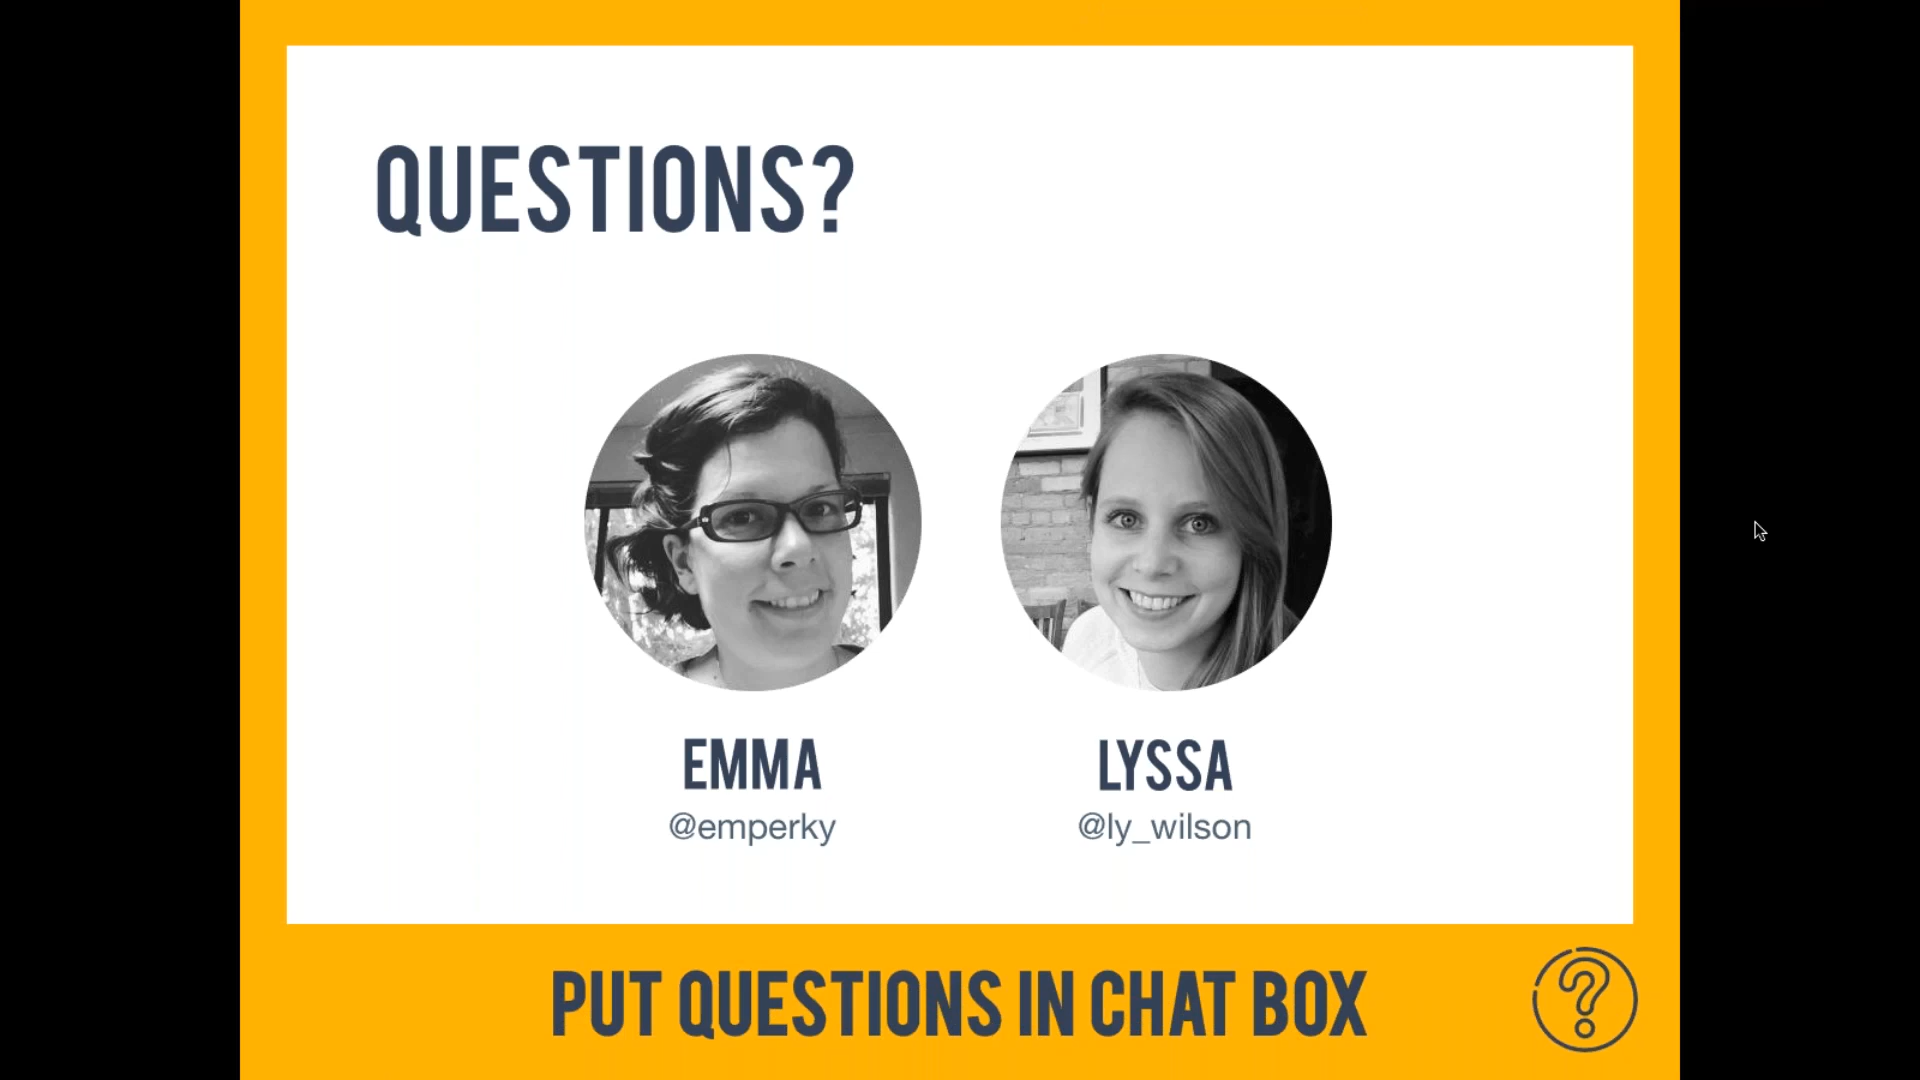 QUESTIONS?
EMMA
@emperky
LYSSA
@ly_wilson
PUT QUESTIONS IN CHAT BOX